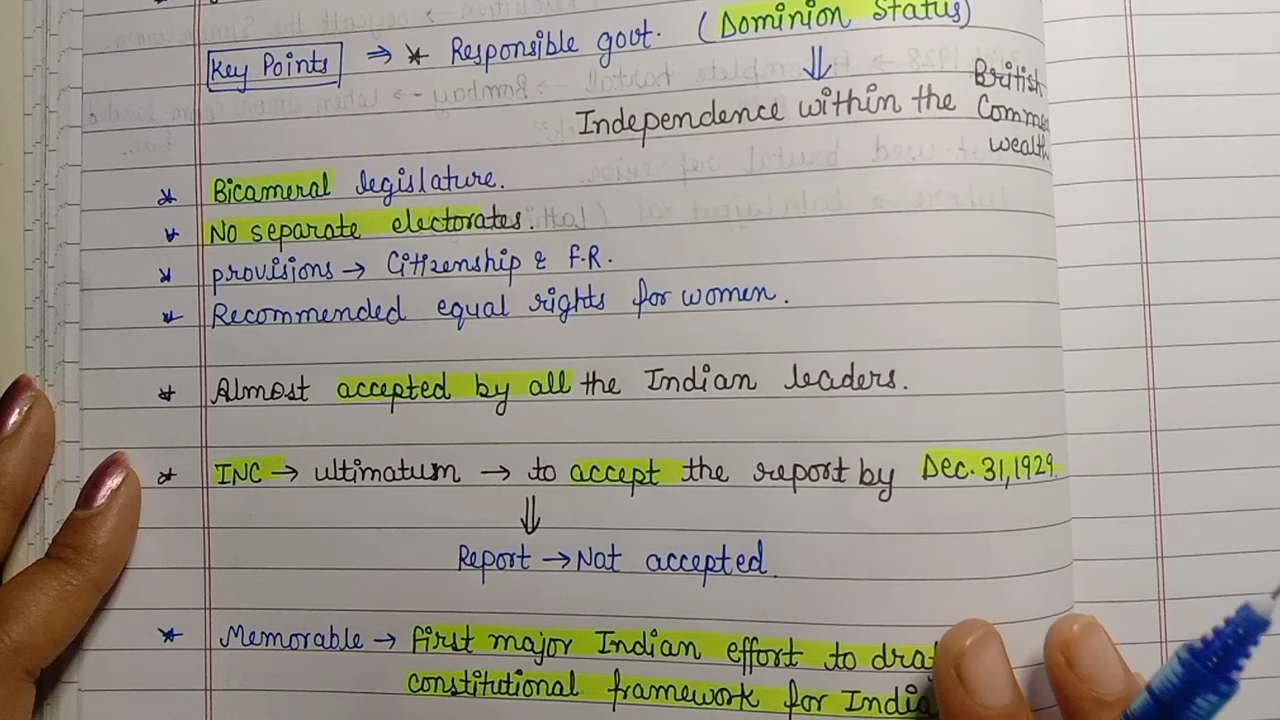 Key Points ⇒ * Responsible govt. (Dominion Status)
⇓
Independence within the British Common wealth
* Bicameral legislature.
* No separate electorates.
* provisions → Citizenship & F.R.
* Recommended equal rights for women.
* Almost accepted by all the Indian leaders.
* INC → ultimatum → to accept the report by Dec. 31, 1929.
⇓
Report → Not accepted.
* Memorable → first major Indian effort to
constitutional framework for India